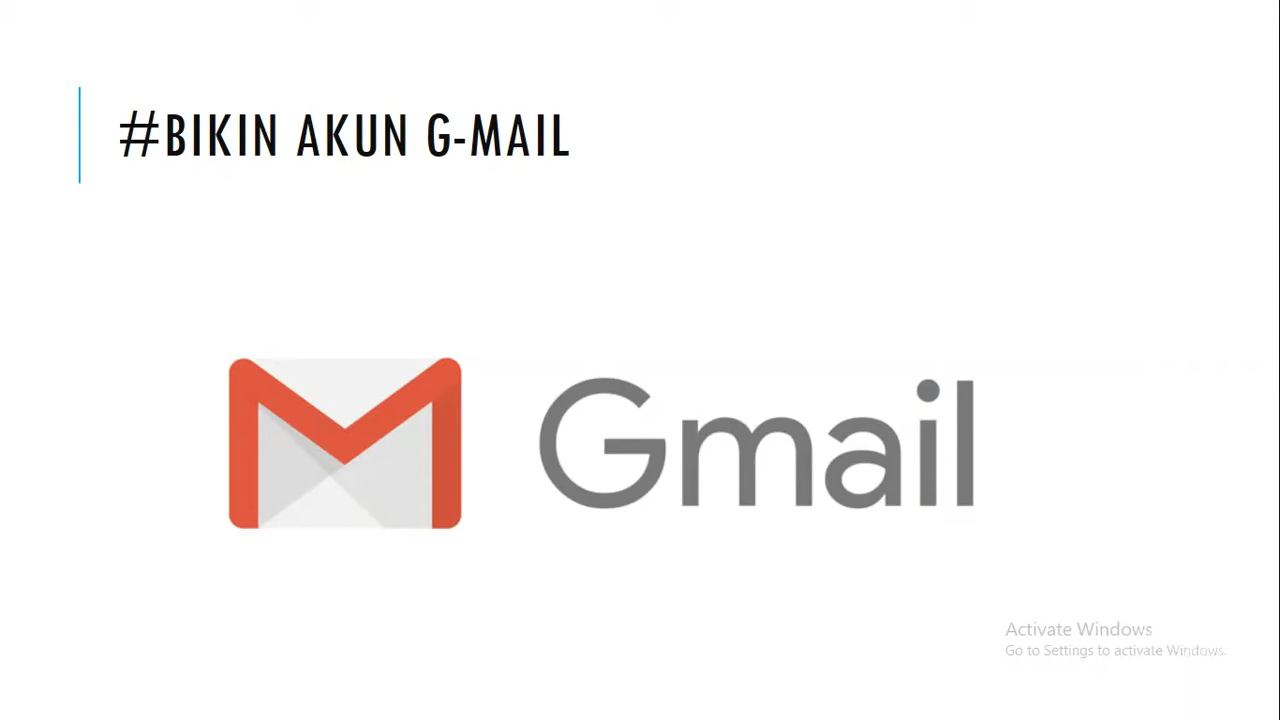 #BIKIN AKUN G-MAIL
Gmail
Activate Windows
Go to Settings to activate Windows.